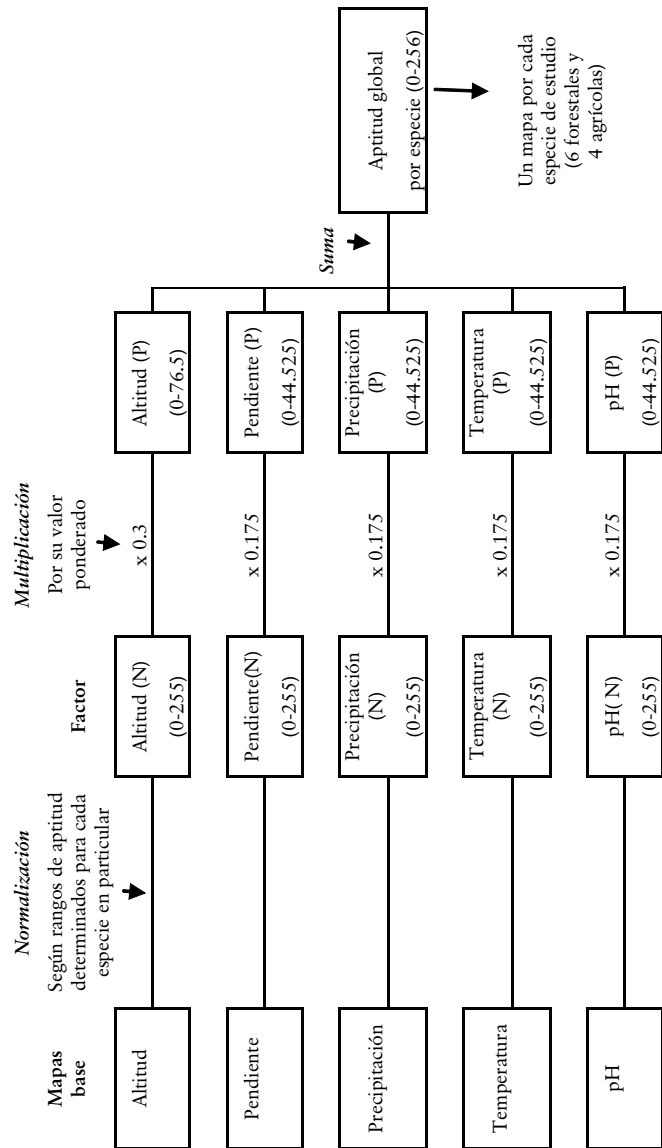 Mapas
base
Normalización
Según rangos de aptitud
determinados para cada
especie en particular
Factor
Multiplicación
Por su valor
ponderado
Altitud
Altitud (N)
(0-255)
x 0.3
Altitud (P)
(0-76.5)
Pendiente
Pendiente(N)
(0-255)
x 0.175
Pendiente (P)
(0-44.525)
Precipitación
Precipitación
(N)
(0-255)
x 0.175
Precipitación
(P)
(0-44.525)
Temperatura
Temperatura
(N)
(0-255)
x 0.175
Temperatura
(P)
(0-44.525)
pH
pH( N)
(0-255)
x 0.175
pH (P)
(0-44.525)
Suma
Aptitud global
por especie (0-256)
Un mapa por cada
especie de estudio
(6 forestales y
4 agrícolas)